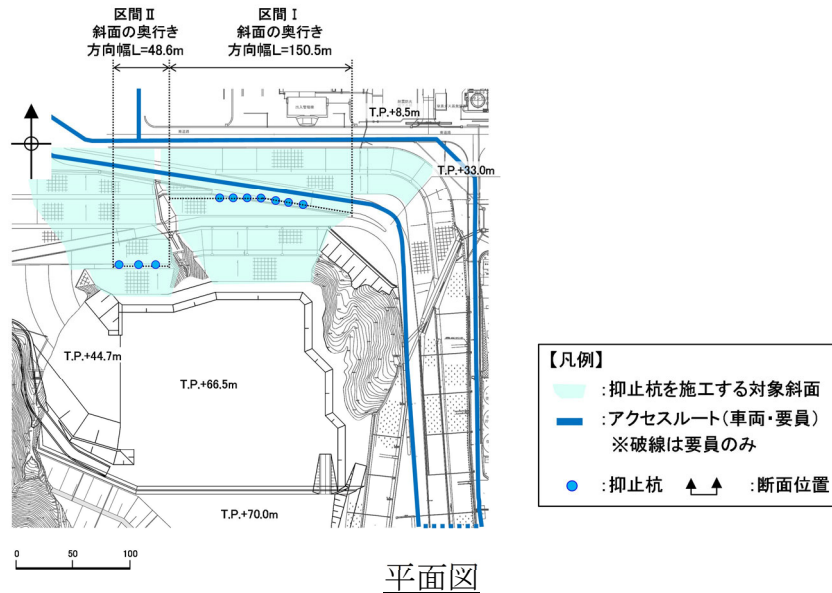 区間Ⅱ
斜面の奥行き
方向幅L=48.6m
区間Ⅰ
斜面の奥行き
方向幅L=150.5m
T.P.+8.5m
T.P.+33.0m
T.P.+44.7m
T.P.+66.5m
T.P.+70.0m
【凡例】
:抑止杭を施工する対象斜面
:アクセスルート(車両・要員)
※破線は要員のみ
:抑止杭 :断面位置
0 50 100
平面図